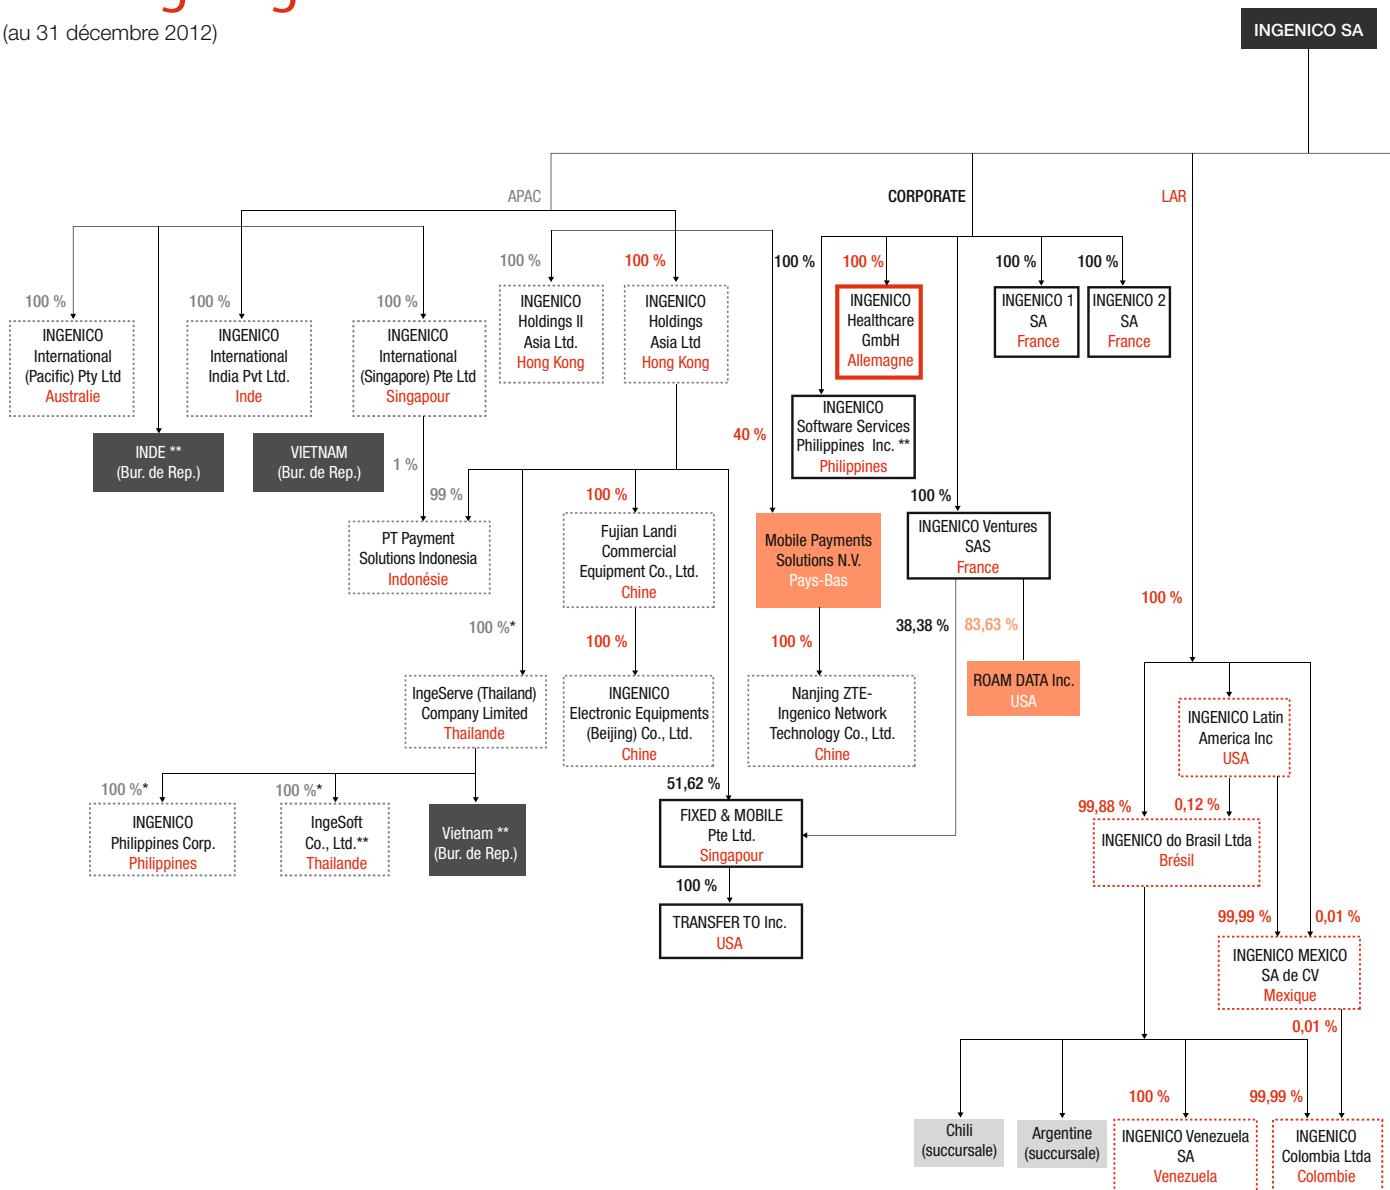 (au 31 décembre 2012)
INGENICO SA
APAC
CORPORATE
LAR
100 %
INGENICO
International
(Pacific) Pty Ltd
Australie
INDE **
(Bur. de Rep.)
100 %
INGENICO
International
India Pvt Ltd.
Inde
VIETNAM
(Bur. de Rep.)
100 %
INGENICO
International
(Singapore) Pte Ltd
Singapour
100 %
INGENICO
Holdings II
Asia Ltd.
Hong Kong
100 %
INGENICO
Holdings
Asia Ltd
Hong Kong
1 %
99 %
PT Payment
Solutions Indonesia
Indonésie
100 %
Fujian Landi
Commercial
Equipment Co., Ltd.
Chine
40 %
Mobile Payments
Solutions N.V.
Pays-Bas
100 %*
IngeServe (Thailand)
Company Limited
Thailande
100 %
INGENICO
Electronic Equipments
(Beijing) Co., Ltd.
Chine
100 %
Nanjing ZTE-
Ingenico Network
Technology Co., Ltd.
Chine
100 %*
INGENICO
Philippines Corp.
Philippines
100 %*
IngeSoft
Co., Ltd.**
Thailande
Vietnam **
(Bur. de Rep.)
51,62 %
FIXED & MOBILE
Pte Ltd.
Singapour
100 %
TRANSFER TO Inc.
USA
100 %
INGENICO
Software Services
Philippines Inc. **
Philippines
100 %
INGENICO
Healthcare
GmbH
Allemagne
100 %
INGENICO 1
SA
France
100 %
INGENICO 2
SA
France
100 %
INGENICO Ventures
SAS
France
38,38 %
83,63 %
ROAM DATA Inc.
USA
100 %
INGENICO Latin
America Inc
USA
99,88 %
0,12 %
INGENICO do Brasil Ltda
Brésil
99,99 %
0,01 %
INGENICO MEXICO
SA de CV
Mexique
0,01 %
Chili
(succursale)
Argentine
(succursale)
100 %
INGENICO Venezuela
SA
Venezuela
99,99 %
INGENICO
Colombia Ltda
Colombie